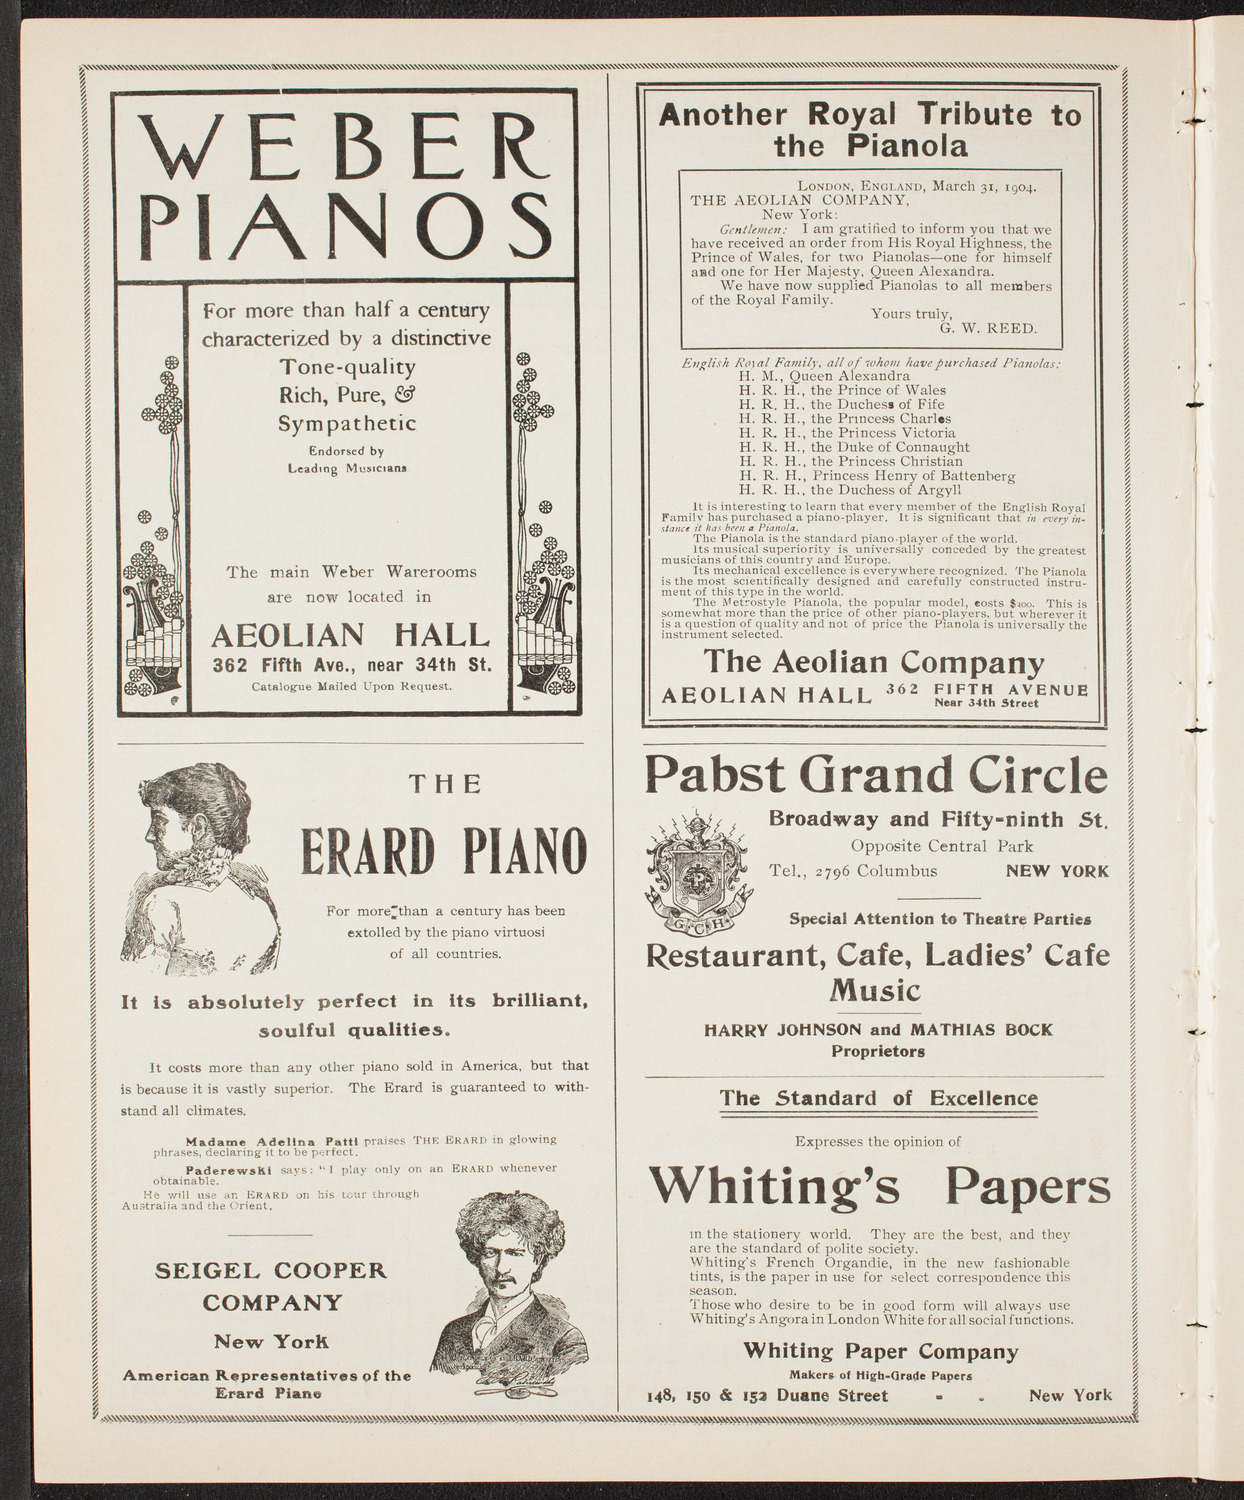 WEBER
PIANOS
For more than half a century
characterized by a distinctive
Tone-quality
Rich, Pure, &
Sympathetic
Endorsed by
Leading Musicians
The main Weber Warerooms
are now located in
AEOLIAN HALL
362 Fifth Ave., near 34th St.
Catalogue Mailed Upon Request.
THE
ERARD PIANO
For more than a century has been
extolled by the piano virtuosi
of all countries.
It is absolutely perfect in its brilliant,
soulful qualities.
It costs more than any other piano sold in America, but that
is because it is vastly superior. The Erard is guaranteed to with-
stand all climates.
Madame Adelina Patti praises THE ERARD in glowing
phrases, declaring it to be perfect.
Paderewski says: "I play only on an ERARD whenever
obtainable.
He will use an ERARD on his tour through
Australia and the Orient.
SEIGEL COOPER
COMPANY
New York
American Representatives of the
Erard Piano
Another Royal Tribute to
the Pianola
LONDON, ENGLAND, March 31, 1904.
THE AEOLIAN COMPANY,
New York:
Gentlemen: I am gratified to inform you that we
have received an order from His Royal Highness, the
Prince of Wales, for two Pianolas—one for himself
and one for Her Majesty, Queen Alexandra.
We have now supplied Pianolas to all members
of the Royal Family.
Yours truly,
G. W. REED.
English Royal Family, all of whom have purchased Pianolas:
H. M., Queen Alexandra
H. R. H., the Prince of Wales
H. R. H., the Duchess of Fife
H. R. H., the Princess Charles
H. R. H., the Princess Victoria
H. R. H., the Duke of Connaught
H. R. H., the Princess Christian
H. R. H., Princess Henry of Battenberg
H. R. H., the Duchess of Argyll
It is interesting to learn that every member of the English Royal
Family has purchased a piano-player. It is significant that in every in-
stance it has been a Pianola.
The Pianola is the standard piano-player of the world.
Its musical superiority is universally conceded by the greatest
musicians of this country and Europe.
Its mechanical excellence is everywhere recognized. The Pianola
is the most scientifically designed and carefully constructed instru-
ment of this type in the world.
The Metrostyle Pianola, the popular model, costs $300. This is
somewhat more than the price of other piano-players, but wherever it
is a question of quality and not of price the Pianola is universally the
instrument selected.
The Aeolian Company
AEOLIAN HALL 362 FIFTH AVENUE
Near 34th Street
Pabst Grand Circle
Broadway and Fifty-ninth St.
Opposite Central Park
Tel., 2796 Columbus NEW YORK
G C H
Special Attention to Theatre Parties
Restaurant, Cafe, Ladies' Cafe
Music
HARRY JOHNSON and MATHIAS BOCK
Proprietors
The Standard of Excellence
Expresses the opinion of
Whiting's Papers
in the stationery world. They are the best, and they
are the standard of polite society.
Whiting's French Organdie, in the new fashionable
tints, is the paper in use for select correspondence this
season.
Those who desire to be in good form will always use
Whiting's Angora in London White for all social functions.
Whiting Paper Company
Makers of High-Grade Papers
148, 150 & 152 Duane Street - - New York